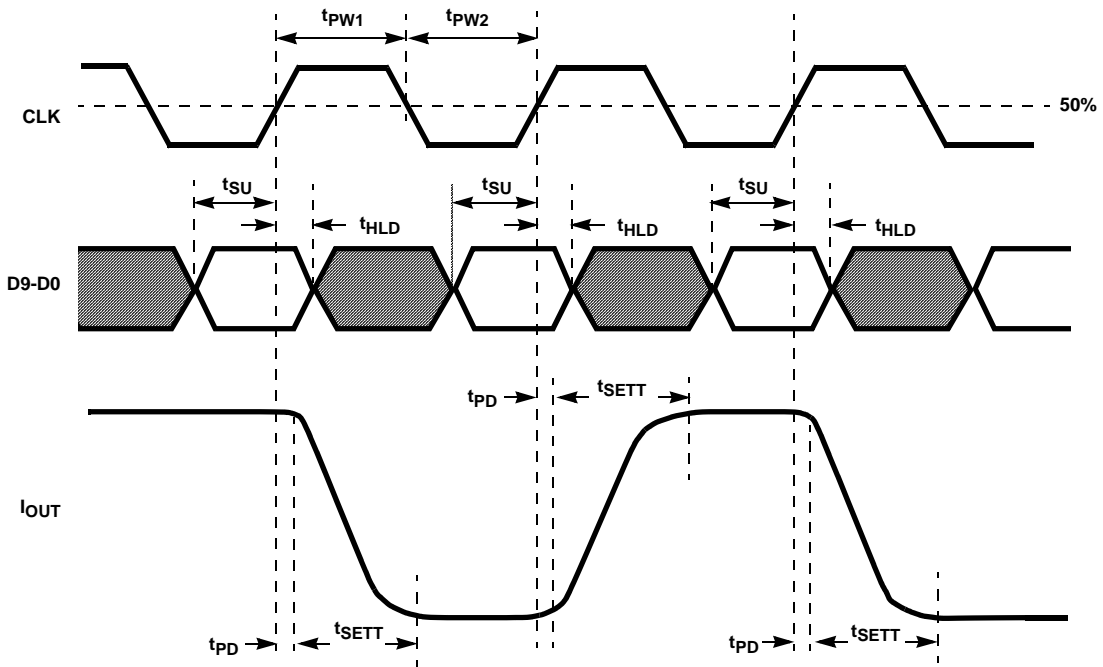 tPW1 tPW2
CLK
50%
tSU tSU tSU
tHLD tHLD tHLD
D9-D0
tPD tSETT
IOUT
tPD tSETT tPD tSETT